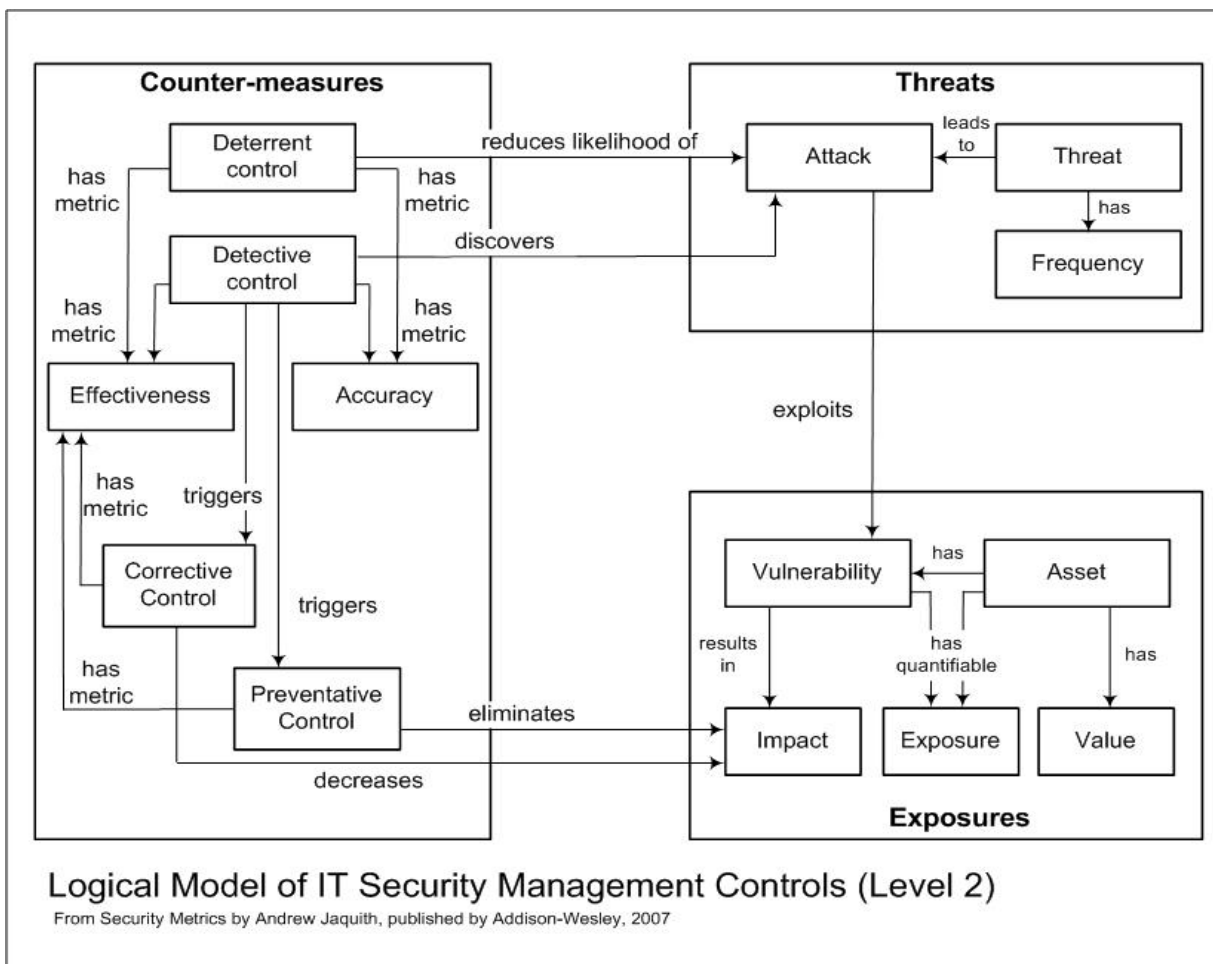 Counter-measures
Deterrent
control
has
metric
has
metric
reduces likelihood of
Detective
control
discovers
has
metric
has
metric
Effectiveness
Accuracy
has
metric
triggers
Corrective
Control
triggers
has
metric
Preventative
Control
eliminates
decreases
Threats
Attack
leads
to
Threat
has
Frequency
exploits
Vulnerability
has
Asset
results
in
has
quantifiable
has
Impact
Exposure
Value
Exposures
Logical Model of IT Security Management Controls (Level 2)
From Security Metrics by Andrew Jaquith, published by Addison-Wesley, 2007